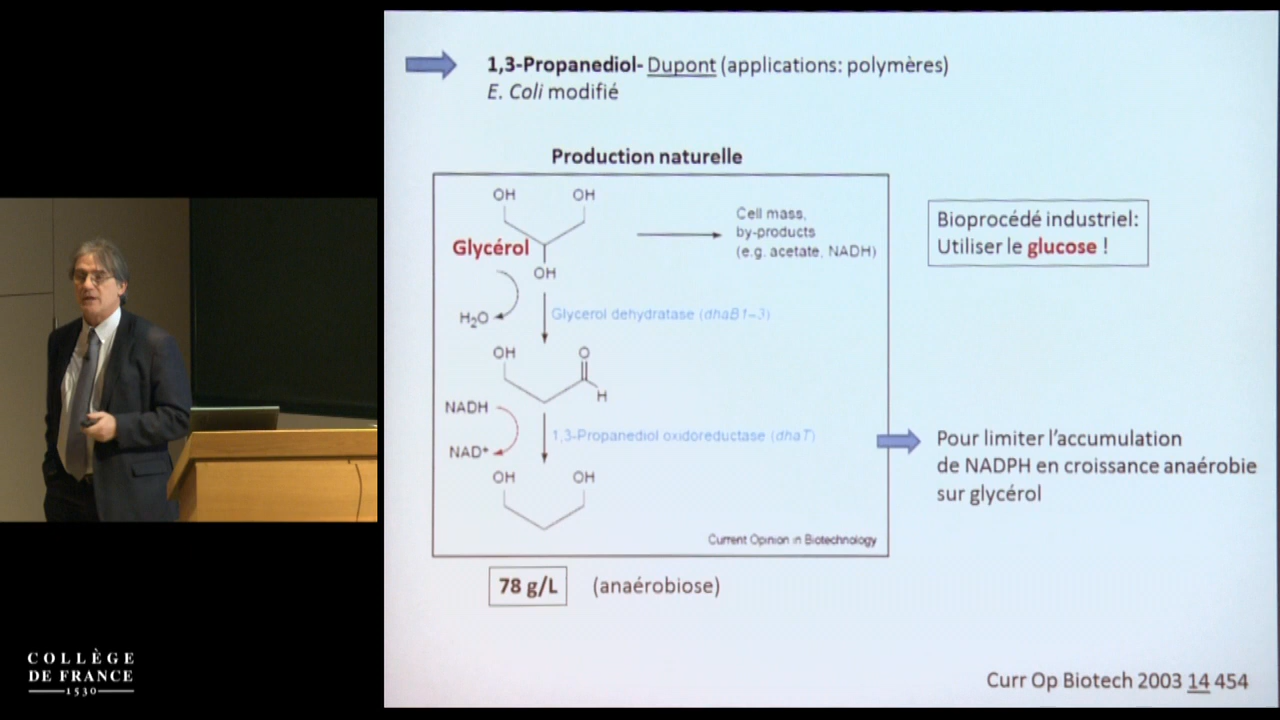 1,3-Propanediol- Dupont (applications: polymères)
E. Coli modifié
Production naturelle
OH OH
Glycérol
OH
Cell mass,
by-products
(e.g. acetate, NADH)
H₂O
Glycerol dehydratase (dhaB1–3)
OH O
H
NADH
1,3-Propanediol oxidoreductase (dhaT)
NAD⁺
OH OH
Current Opinion in Biotechnology
78 g/L (anaérobiose)
Bioprocédé industriel:
Utiliser le glucose !
Pour limiter l’accumulation
de NADPH en croissance anaérobie
sur glycérol
Curr Op Biotech 2003 14 454
COLLÈGE
DE FRANCE
1530